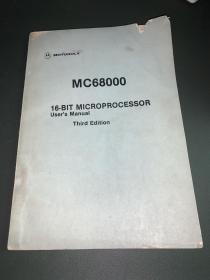 MOTOROLA
MC68000
16-BIT MICROPROCESSOR
User's Manual
Third Edition